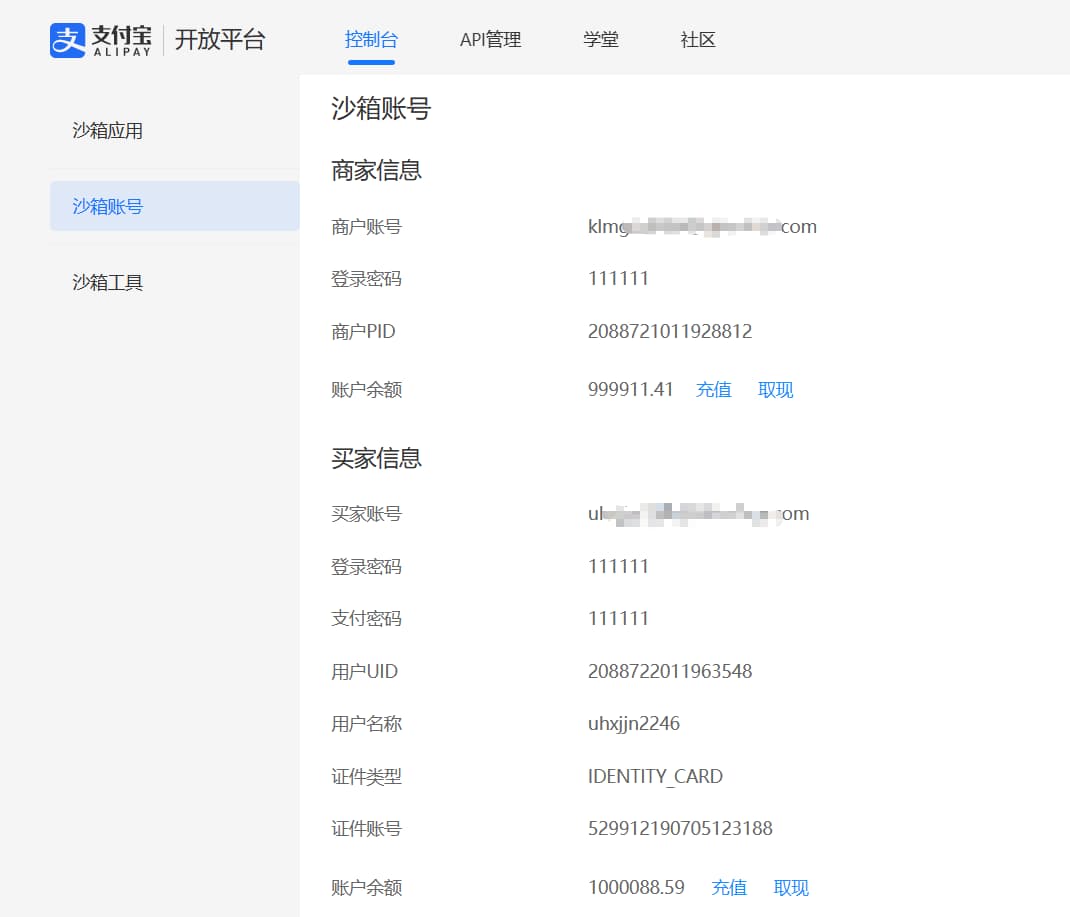 支付宝 开放平台 控制台 API管理 学堂 社区
ALIPAY
沙箱应用
沙箱账号
沙箱工具
沙箱账号
商家信息
商户账号 klmg com
登录密码 111111
商户PID 2088721011928812
账户余额 999911.41 充值 取现
买家信息
买家账号 om
登录密码 111111
支付密码 111111
用户UID 2088722011963548
用户名称 uhxjjn2246
证件类型 IDENTITY_CARD
证件账号 529912190705123188
账户余额 1000088.59 充值 取现